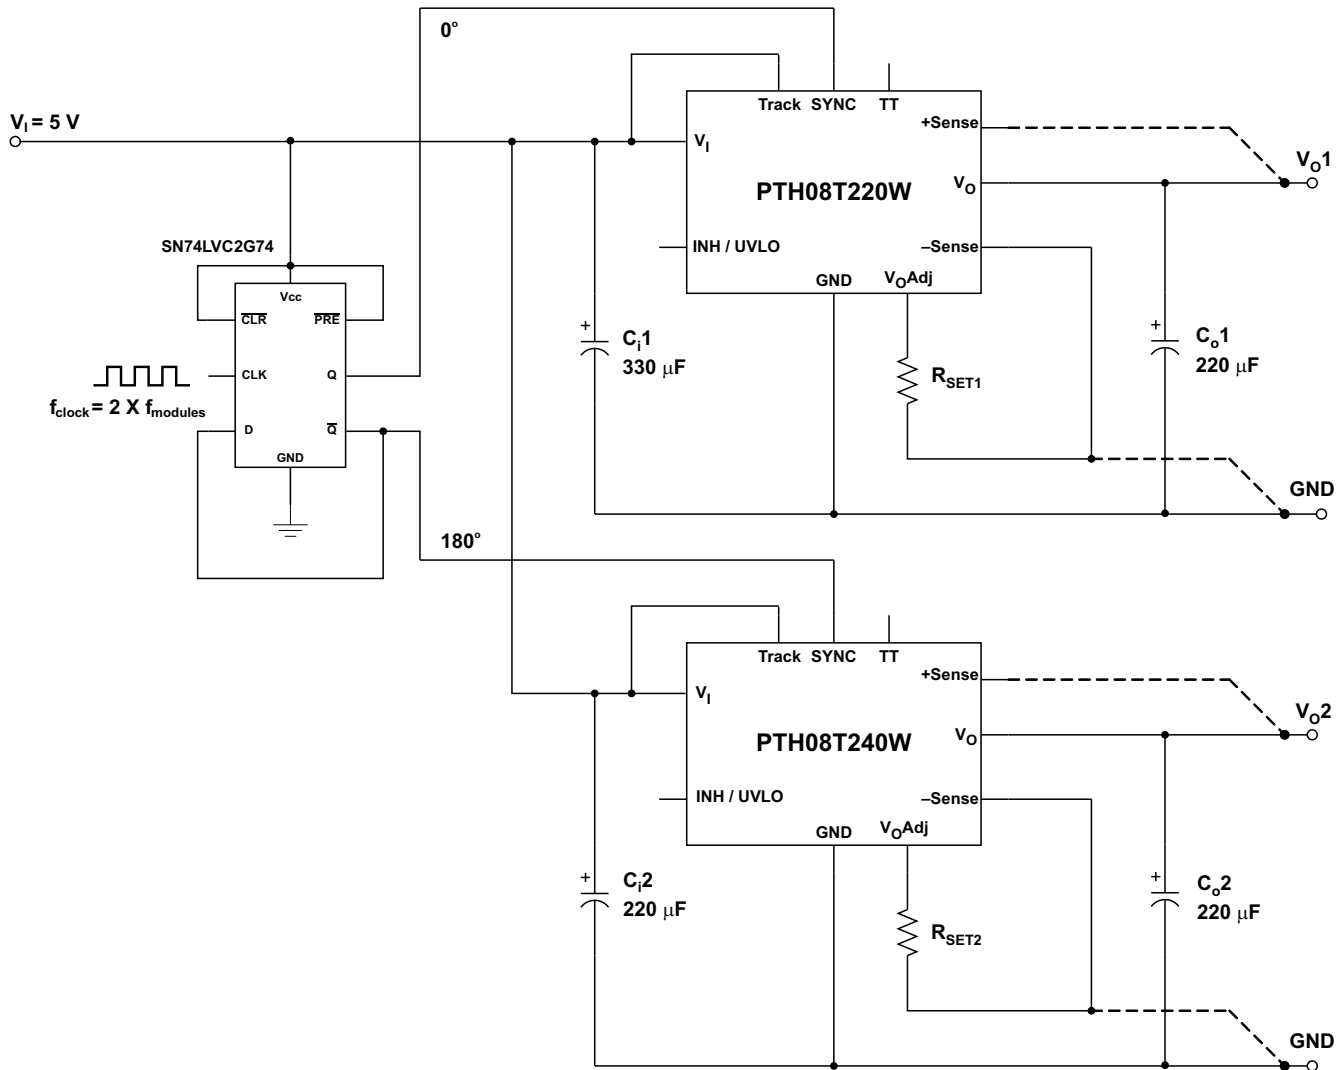 0°
Track SYNC TT
V_I = 5 V
+Sense
V_I
V_O1
PTH08T220W
V_O
SN74LVC2G74
INH / UVLO
–Sense
GND
V_OAdj
Vcc
C̅L̅R̅
P̅R̅E̅
+
C_i1
330 μF
+
C_o1
220 μF
CLK
Q
R_SET1
f_clock = 2 X f_modules
D
Q̅
GND
GND
180°
Track SYNC TT
+Sense
V_I
V_O2
PTH08T240W
V_O
INH / UVLO
–Sense
GND
V_OAdj
+
C_i2
220 μF
+
C_o2
220 μF
R_SET2
GND